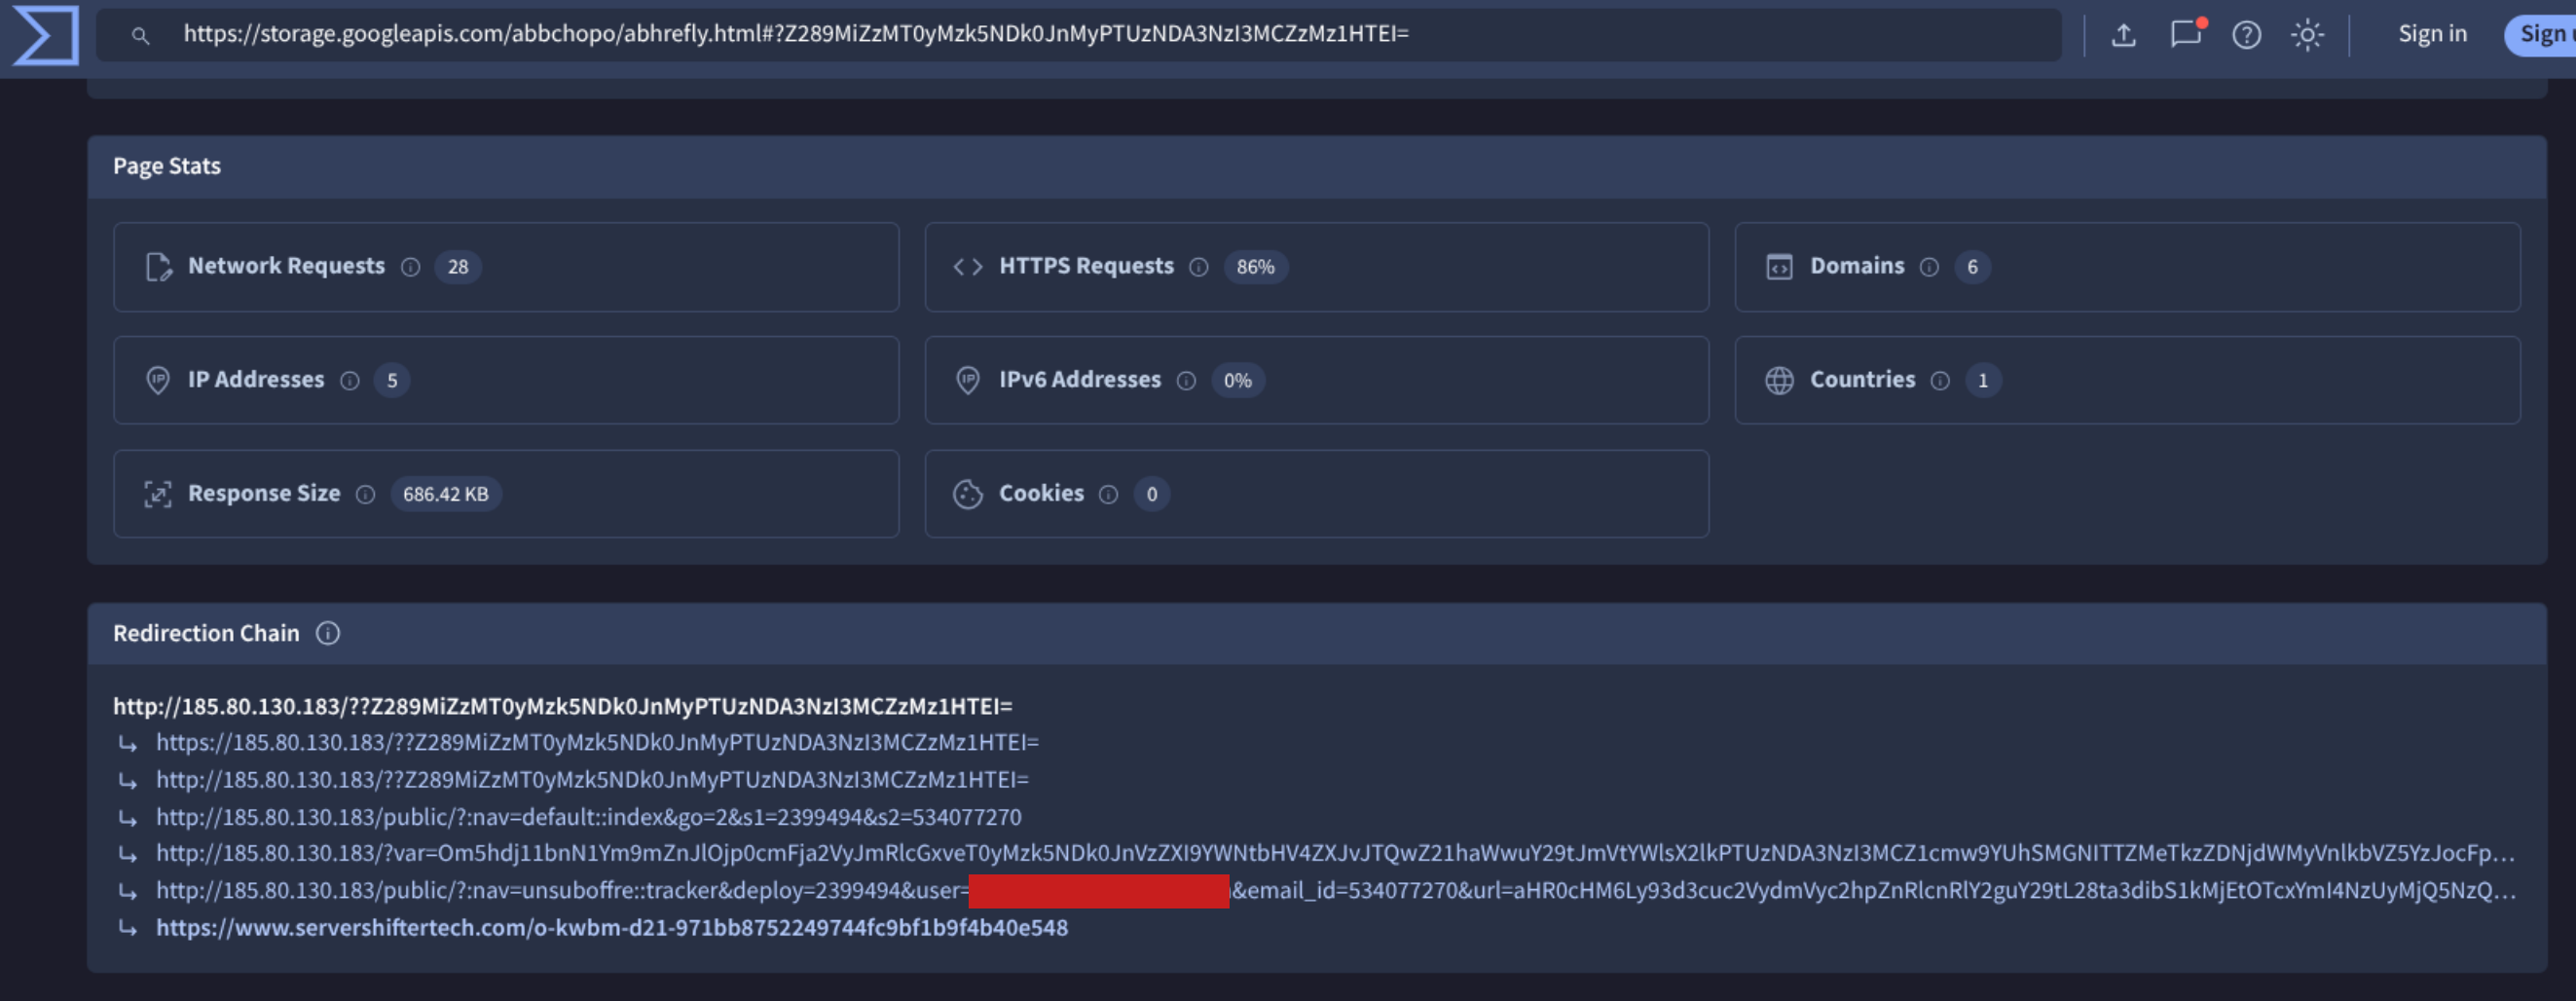 https://storage.googleapis.com/abbchopo/abhrefly.html#?Z289MiZzMT0yMzk5NDk0JnMyPTUzNDA3NzI3MCZzMz1HTEI=
Sign in
Sign
Page Stats
Network Requests 28
HTTPS Requests 86%
Domains 6
IP Addresses 5
IPv6 Addresses 0%
Countries 1
Response Size 686.42 KB
Cookies 0
Redirection Chain
http://185.80.130.183/??Z289MiZzMT0yMzk5NDk0JnMyPTUzNDA3NzI3MCZzMz1HTEI=
https://185.80.130.183/??Z289MiZzMT0yMzk5NDk0JnMyPTUzNDA3NzI3MCZzMz1HTEI=
http://185.80.130.183/??Z289MiZzMT0yMzk5NDk0JnMyPTUzNDA3NzI3MCZzMz1HTEI=
http://185.80.130.183/public/?:nav=default::index&go=2&s1=2399494&s2=534077270
http://185.80.130.183/?var=Om5hdj11bnN1Ym9mZnJlOjp0cmFja2VyJmRlcGxveT0yMzk5NDk0JnVzZXI9YWNtbHV4ZXJvJTQwZ21haWwuY29tJmVtYWlsX2lkPTUzNDA3NzI3MCZ1cmw9YUhSMGNITTZMeTkzZDNjdWMyVnlkbVZ5YzJocFp...
http://185.80.130.183/public/?:nav=unsuboffre::tracker&deploy=2399494&user= &email_id=534077270&url=aHR0cHM6Ly93d3cuc2VydmVyc2hpZnRlcnRlY2guY29tL28ta3dibS1kMjEtOTcxYmI4NzUyMjQ5NzQ...
https://www.servershiftertech.com/o-kwbm-d21-971bb8752249744fc9bf1b9f4b40e548